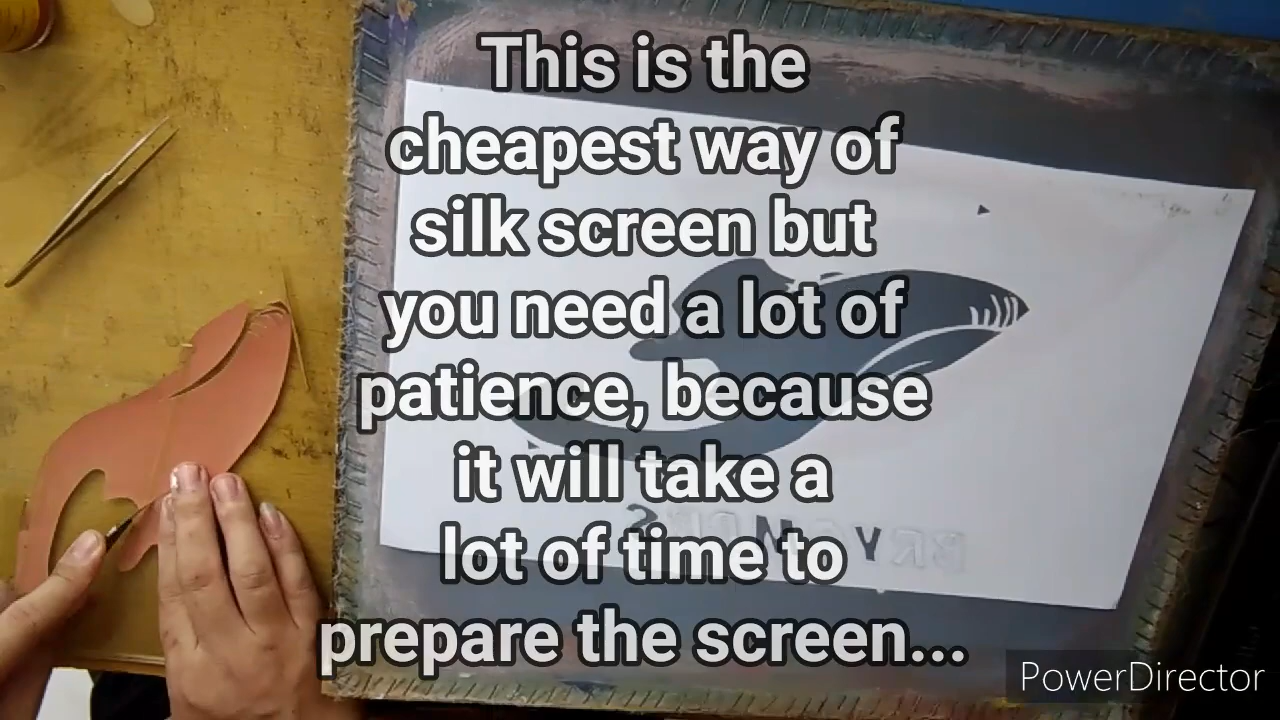 This is the
cheapest way of
silk screen but
you need a lot of
patience, because
it will take a
lot of time to
prepare the screen...
PowerDirector